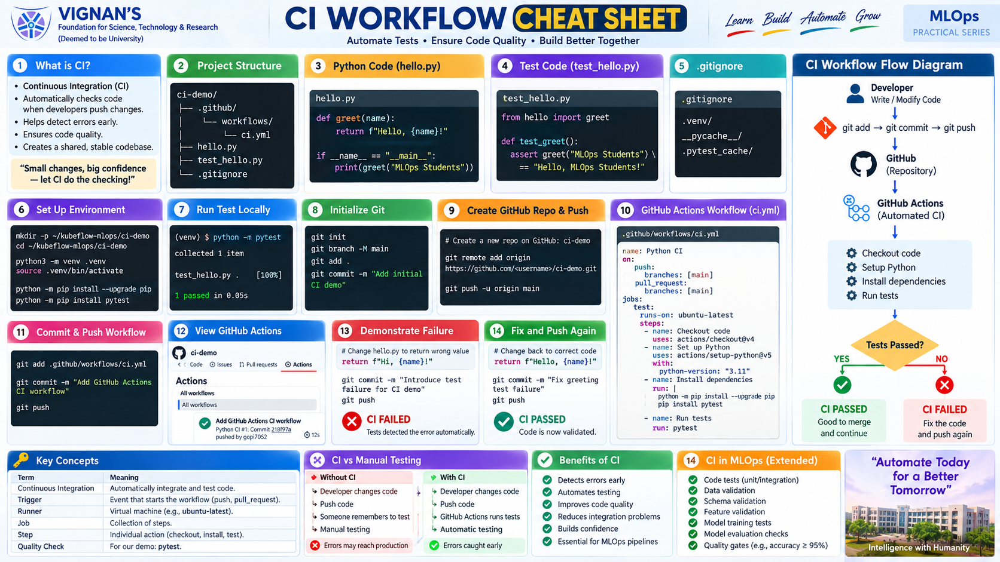 VIGNAN'S
Foundation for Science, Technology & Research
(Deemed to be University)
CI WORKFLOW CHEAT SHEET
Automate Tests • Ensure Code Quality • Build Better Together
Learn Build Automate Grow
MLOps
PRACTICAL SERIES
1 What is CI?
• Continuous Integration (CI)
• Automatically checks code
when developers push changes.
• Helps detect errors early.
• Ensures code quality.
• Creates a shared, stable codebase.
"Small changes, big confidence
— let CI do the checking!"
2 Project Structure
ci-demo/
├── .github/
│   └── workflows/
│       └── ci.yml
├── hello.py
├── test_hello.py
└── .gitignore
3 Python Code (hello.py)
hello.py
def greet(name):
    return f"Hello, {name}!"
if __name__ == "__main__":
    print(greet("MLOps Students"))
4 Test Code (test_hello.py)
test_hello.py
from hello import greet
def test_greet():
  assert greet("MLOps Students") \
    == "Hello, MLOps Students!"
5 .gitignore
.gitignore
.venv/
__pycache__/
.pytest_cache/
6 Set Up Environment
mkdir -p ~/kubeflow-mlops/ci-demo
cd ~/kubeflow-mlops/ci-demo
python3 -m venv .venv
source .venv/bin/activate
python -m pip install --upgrade pip
python -m pip install pytest
7 Run Test Locally
(venv) $ python -m pytest
collected 1 item
test_hello.py . [100%]
1 passed in 0.05s
8 Initialize Git
git init
git branch -M main
git add .
git commit -m "Add initial
CI demo"
9 Create GitHub Repo & Push
# Create a new repo on GitHub: ci-demo
git remote add origin
https://github.com/<username>/ci-demo.git
git push -u origin main
10 GitHub Actions Workflow (ci.yml)
.github/workflows/ci.yml
name: Python CI
on:
  push:
    branches: [main]
  pull_request:
    branches: [main]
jobs:
  test:
    runs-on: ubuntu-latest
    steps:
      - name: Checkout code
        uses: actions/checkout@v4
      - name: Set up Python
        uses: actions/setup-python@v5
        with:
          python-version: "3.11"
      - name: Install dependencies
        run: |
          python -m pip install --upgrade pip
          pip install pytest
      - name: Run tests
        run: pytest
11 Commit & Push Workflow
git add .github/workflows/ci.yml
git commit -m "Add GitHub Actions
CI workflow"
git push
12 View GitHub Actions
ci-demo
Code Issues Pull requests Actions
Actions
All workflows
All workflows
Add GitHub Actions CI workflow
Python CI #1: Commit 218f97a
pushed by gopi7052
12s
13 Demonstrate Failure
# Change hello.py to return wrong value
return f"Hi, {name}!"
git commit -m "Introduce test
failure for CI demo"
git push
CI FAILED
Tests detected the error automatically.
14 Fix and Push Again
# Change back to correct code
return f"Hello, {name}!"
git commit -m "Fix greeting
test failure"
git push
CI PASSED
Code is now validated.
CI Workflow Flow Diagram
Developer
Write / Modify Code
git add → git commit → git push
GitHub
(Repository)
GitHub Actions
(Automated CI)
Checkout code
Setup Python
Install dependencies
Run tests
Tests Passed?
YES
NO
CI PASSED
Good to merge
and continue
CI FAILED
Fix the code
and push again
Key Concepts
Term Meaning
Continuous Integration Automatically integrate and test code.
Trigger Event that starts the workflow (push, pull_request).
Runner Virtual machine (e.g., ubuntu-latest).
Job Collection of steps.
Step Individual action (checkout, install, test).
Quality Check For our demo: pytest.
CI vs Manual Testing
Without CI
Developer changes code
Push code
Someone remembers to test
Manual testing
Errors may reach production
With CI
Developer changes code
Push code
GitHub Actions runs tests
Automatic testing
Errors caught early
Benefits of CI
Detects errors early
Automates testing
Improves code quality
Reduces integration problems
Builds confidence
Essential for MLOps pipelines
14 CI in MLOps (Extended)
Code tests (unit/integration)
Data validation
Schema validation
Feature validation
Model training tests
Model evaluation checks
Quality gates (e.g., accuracy ≥ 95%)
"Automate Today
for a Better
Tomorrow"
Intelligence with Humanity